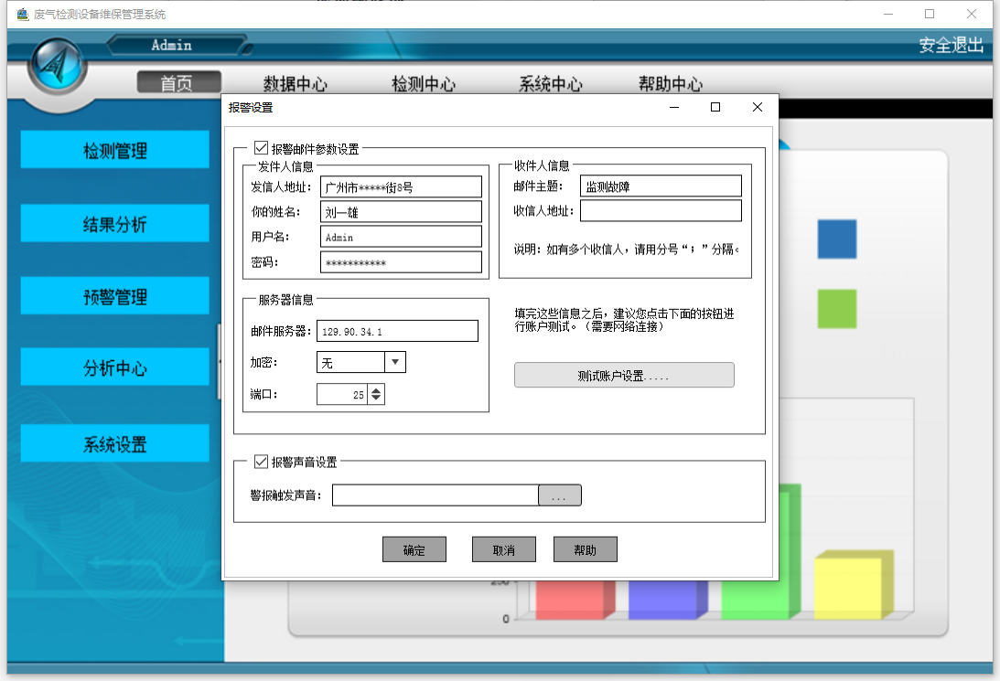 废气检测设备维保管理系统
Admin
安全退出
首页
数据中心
检测中心
系统中心
帮助中心
检测管理
结果分析
预警管理
分析中心
系统设置
报警设置
报警邮件参数设置
发件人信息
发信人地址： 广州市*****街8号
你的姓名： 刘一雄
用户名： Admin
密码： ***********
收件人信息
邮件主题： 监测故障
收信人地址：
说明：如有多个收信人，请用分号“；”分隔。
服务器信息
邮件服务器： 129.90.34.1
加密： 无
端口： 25
填完这些信息之后，建议您点击下面的按钮进
行账户测试。（需要网络连接）
测试账户设置.....
报警声音设置
警报触发声音： ...
确定
取消
帮助
0